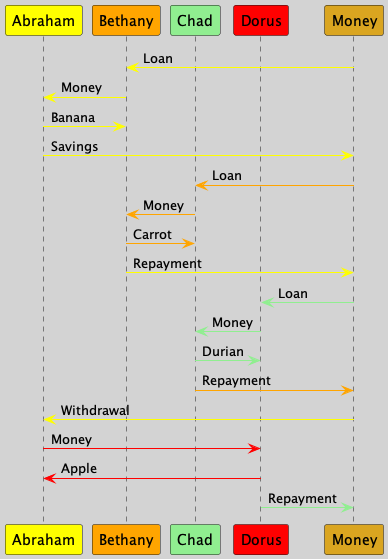 Abraham Bethany Chad Dorus Money
Loan
Money
Banana
Savings
Loan
Money
Carrot
Repayment
Loan
Money
Durian
Repayment
Withdrawal
Money
Apple
Repayment
Abraham Bethany Chad Dorus Money